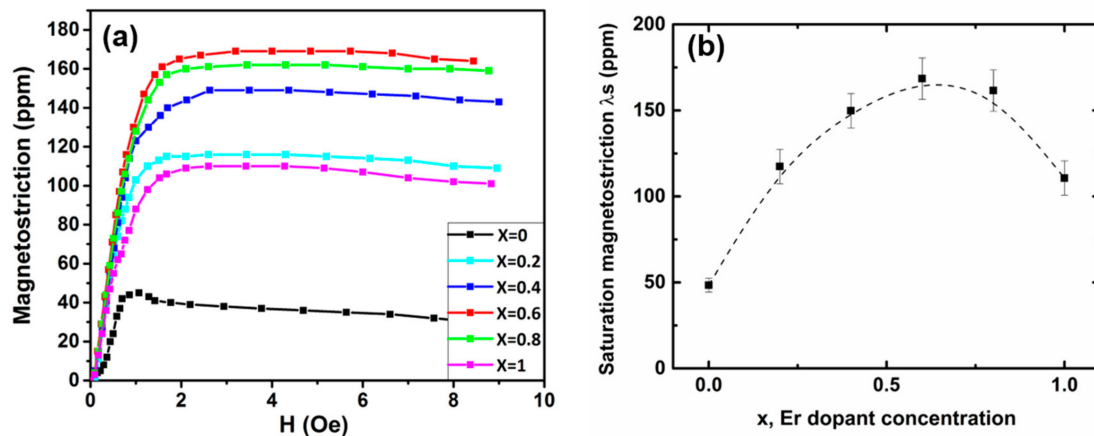 (a)
Magnetostriction (ppm)
180
160
140
120
100
80
60
40
20
0
0 2 4 6 8 10
H (Oe)
X=0
X=0.2
X=0.4
X=0.6
X=0.8
X=1
(b)
Saturation magnetostriction λs (ppm)
200
150
100
50
0
0.0 0.5 1.0
x, Er dopant concentration